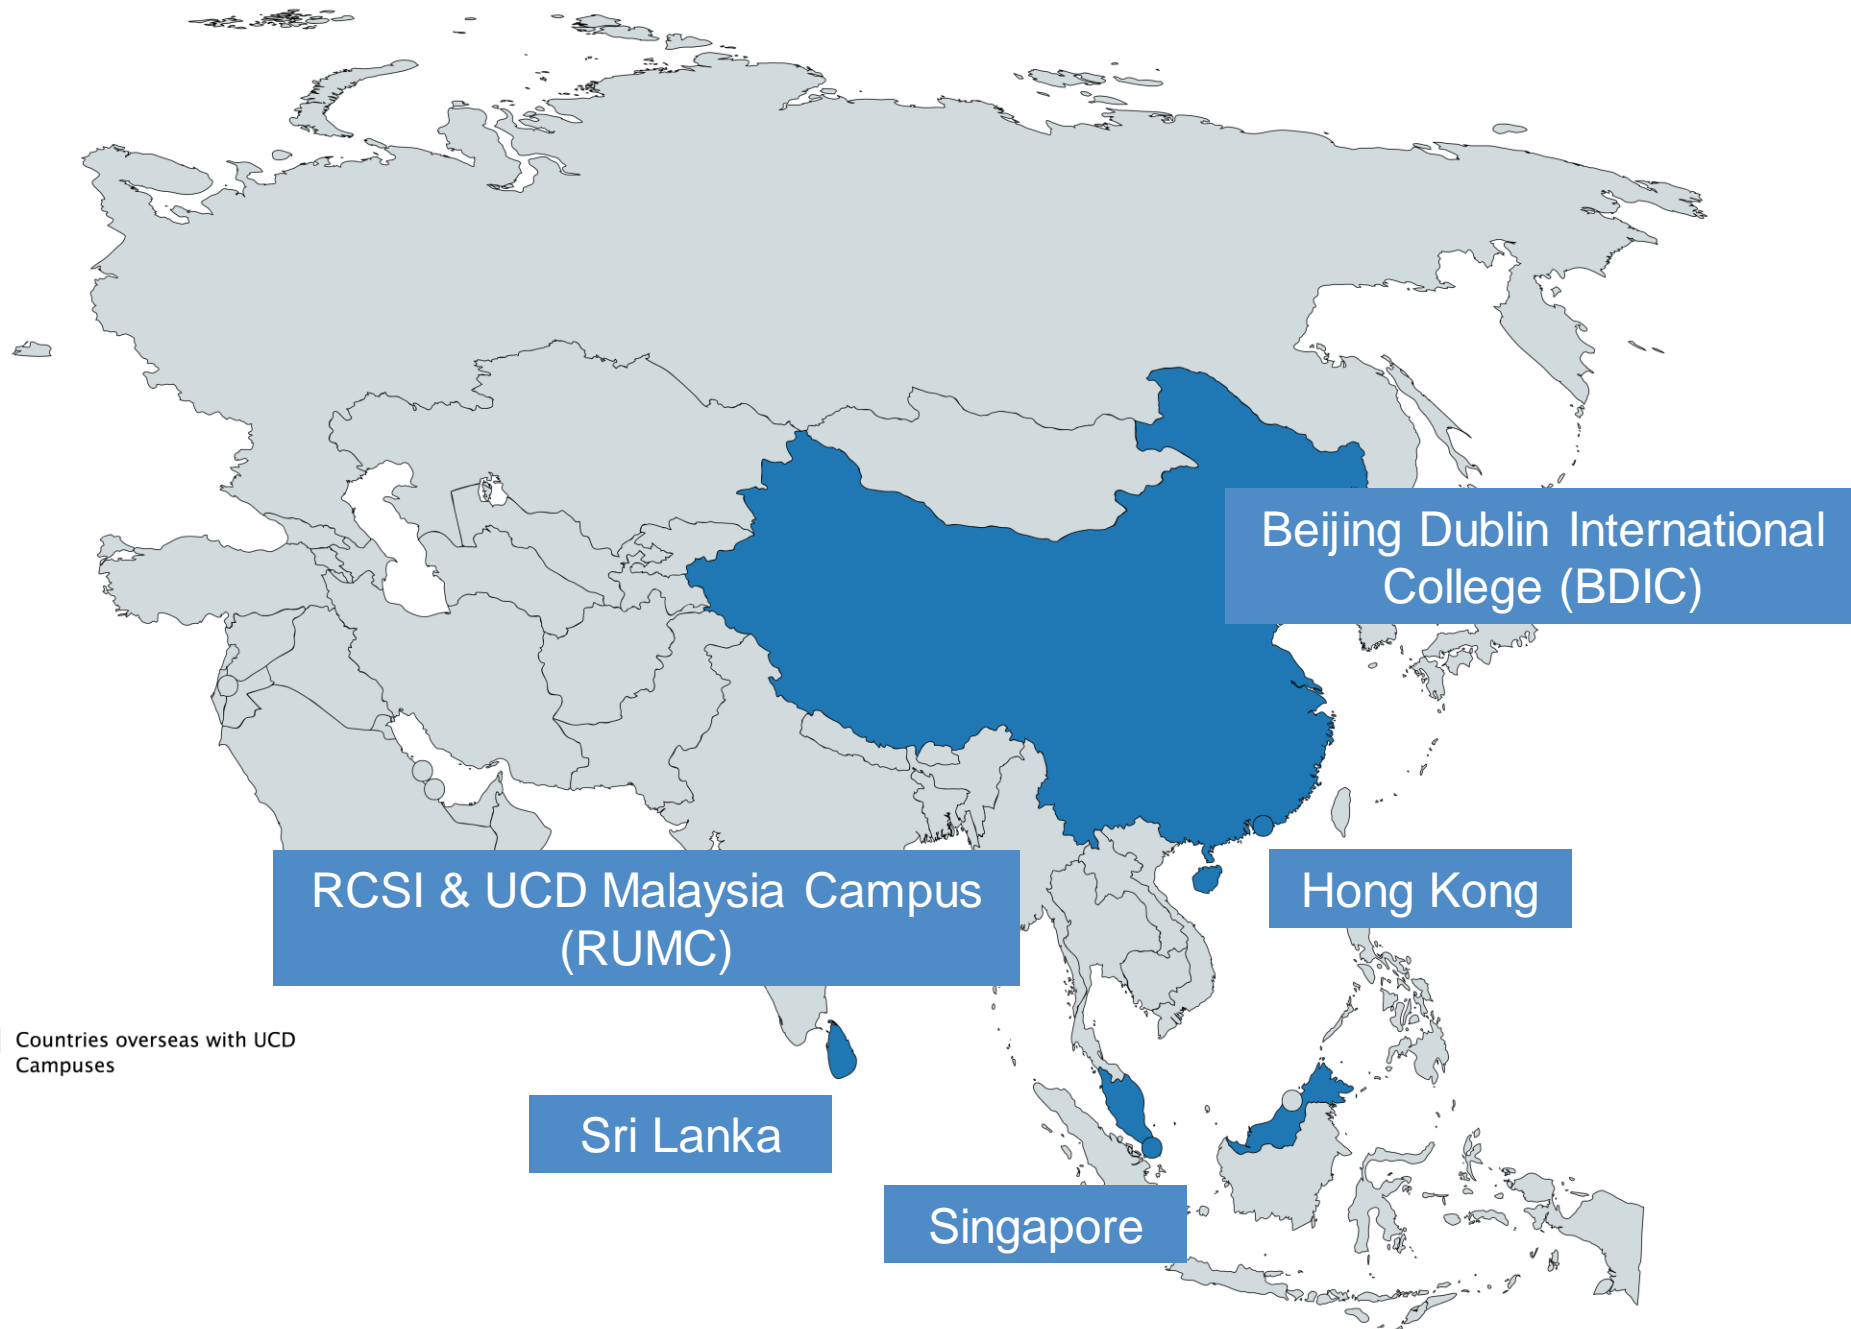 Beijing Dublin International
College (BDIC)
RCSI & UCD Malaysia Campus
(RUMC)
Hong Kong
Countries overseas with UCD
Campuses
Sri Lanka
Singapore